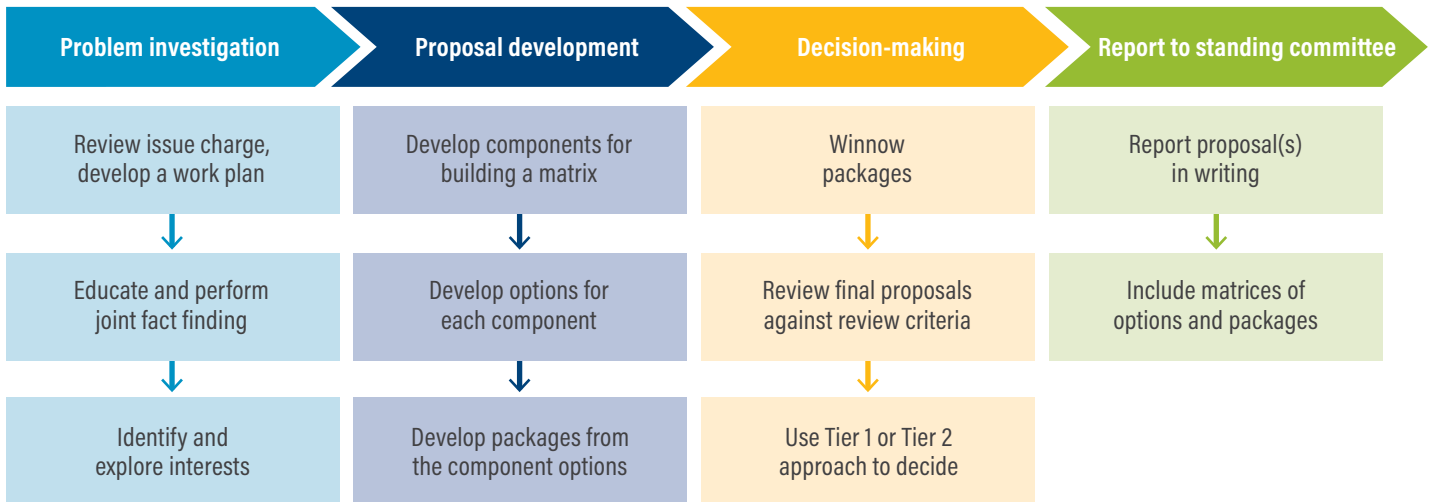 Problem investigation
Proposal development
Decision-making
Report to standing committee
Review issue charge,
develop a work plan
Develop components for
building a matrix
Winnow
packages
Report proposal(s)
in writing
Educate and perform
joint fact finding
Develop options for
each component
Review final proposals
against review criteria
Include matrices of
options and packages
Identify and
explore interests
Develop packages from
the component options
Use Tier 1 or Tier 2
approach to decide